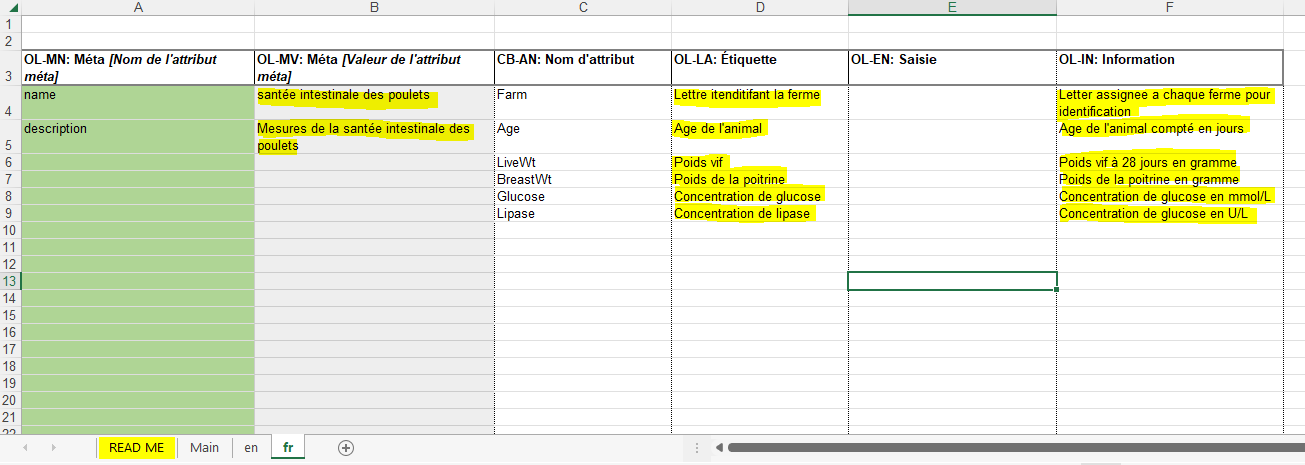 A B C D E F
1
2
3 OL-MN: Méta [Nom de l'attribut méta] OL-MV: Méta [Valeur de l'attribut méta] CB-AN: Nom d'attribut OL-LA: Étiquette OL-EN: Saisie OL-IN: Information
4 name santée intestinale des poulets Farm Lettre itenditifant la ferme Letter assignee a chaque ferme pour identification
5 description Mesures de la santée intestinale des poulets Age Age de l'animal Age de l'animal compté en jours
6 LiveWt Poids vif Poids vif à 28 jours en gramme
7 BreastWt Poids de la poitrine Poids de la poitrine en gramme
8 Glucose Concentration de glucose Concentration de glucose en mmol/L
9 Lipase Concentration de lipase Concentration de glucose en U/L
10
11
12
13
14
15
16
17
18
19
20
21
22
READ ME Main en fr